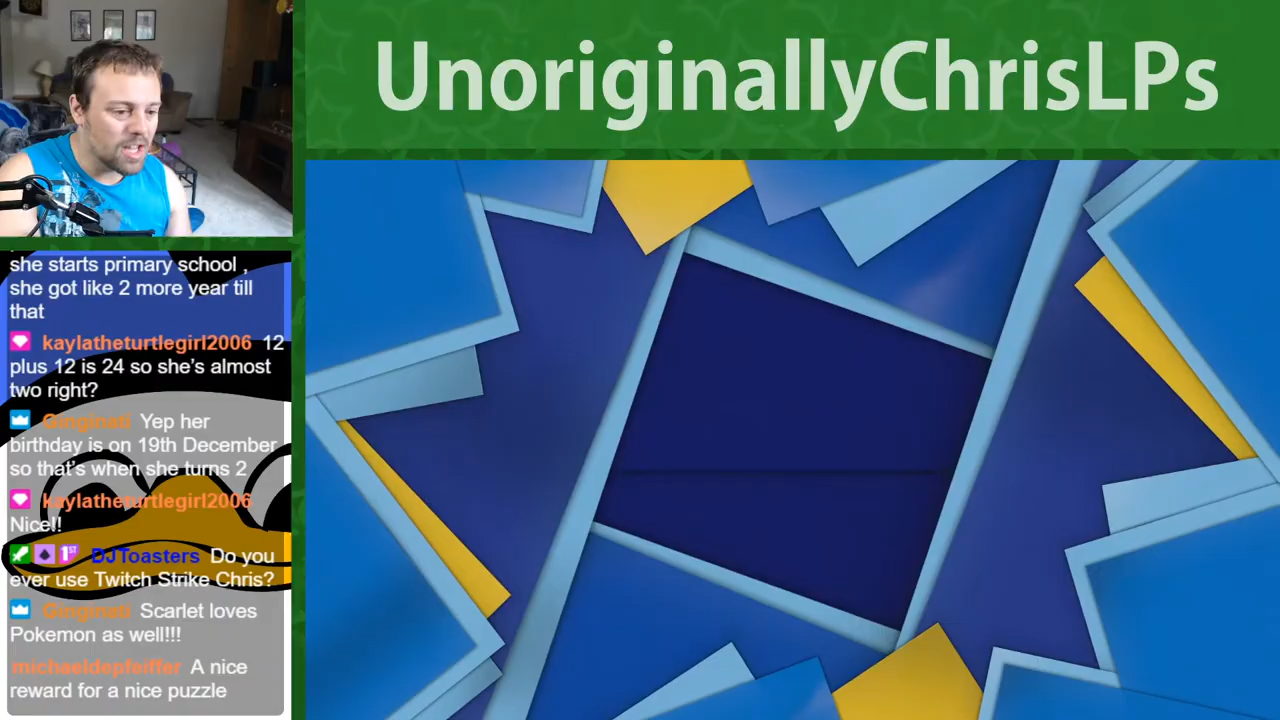 UnoriginallyChrisLPs
she starts primary school ,
she got like 2 more year till
that
kaylatheturtlegirl2006 12
plus 12 is 24 so she's almost
two right?
Ginginati Yep her
birthday is on 19th December
so that's when she turns 2
kaylatheturtlegirl2006
Nice!!
1ST DJToasters Do you
ever use Twitch Strike Chris?
Ginginati Scarlet loves
Pokemon as well!!!
michaeldepfeiffer A nice
reward for a nice puzzle